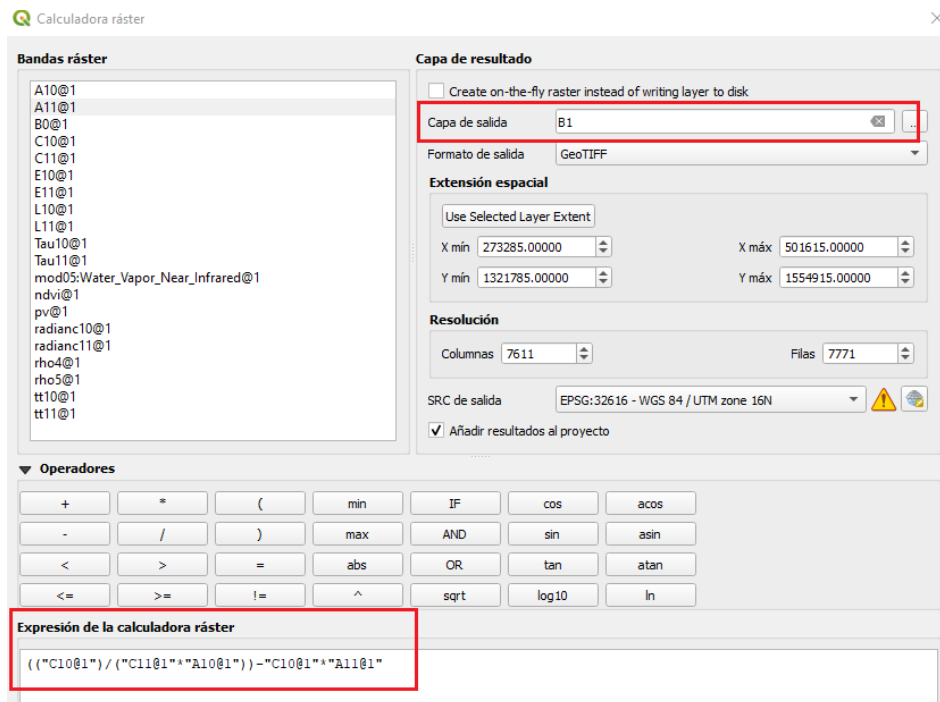 Calculadora ráster
Bandas ráster
A10@1
A11@1
B0@1
C10@1
C11@1
E10@1
E11@1
L10@1
L11@1
Tau10@1
Tau11@1
mod05:Water_Vapor_Near_Infrared@1
ndvi@1
pv@1
radianc10@1
radianc11@1
rho4@1
rho5@1
tt10@1
tt11@1
Capa de resultado
Create on-the-fly raster instead of writing layer to disk
Capa de salida B1 ...
Formato de salida GeoTIFF
Extensión espacial
Use Selected Layer Extent
X mín 273285.00000 X máx 501615.00000
Y mín 1321785.00000 Y máx 1554915.00000
Resolución
Columnas 7611 Filas 7771
SRC de salida EPSG:32616 - WGS 84 / UTM zone 16N
Añadir resultados al proyecto
Operadores
+ * ( min IF cos acos
- / ) max AND sin asin
< > = abs OR tan atan
<= >= != ^ sqrt log10 ln
Expresión de la calculadora ráster
(("C10@1")/("C11@1"*"A10@1"))-"C10@1"*"A11@1"